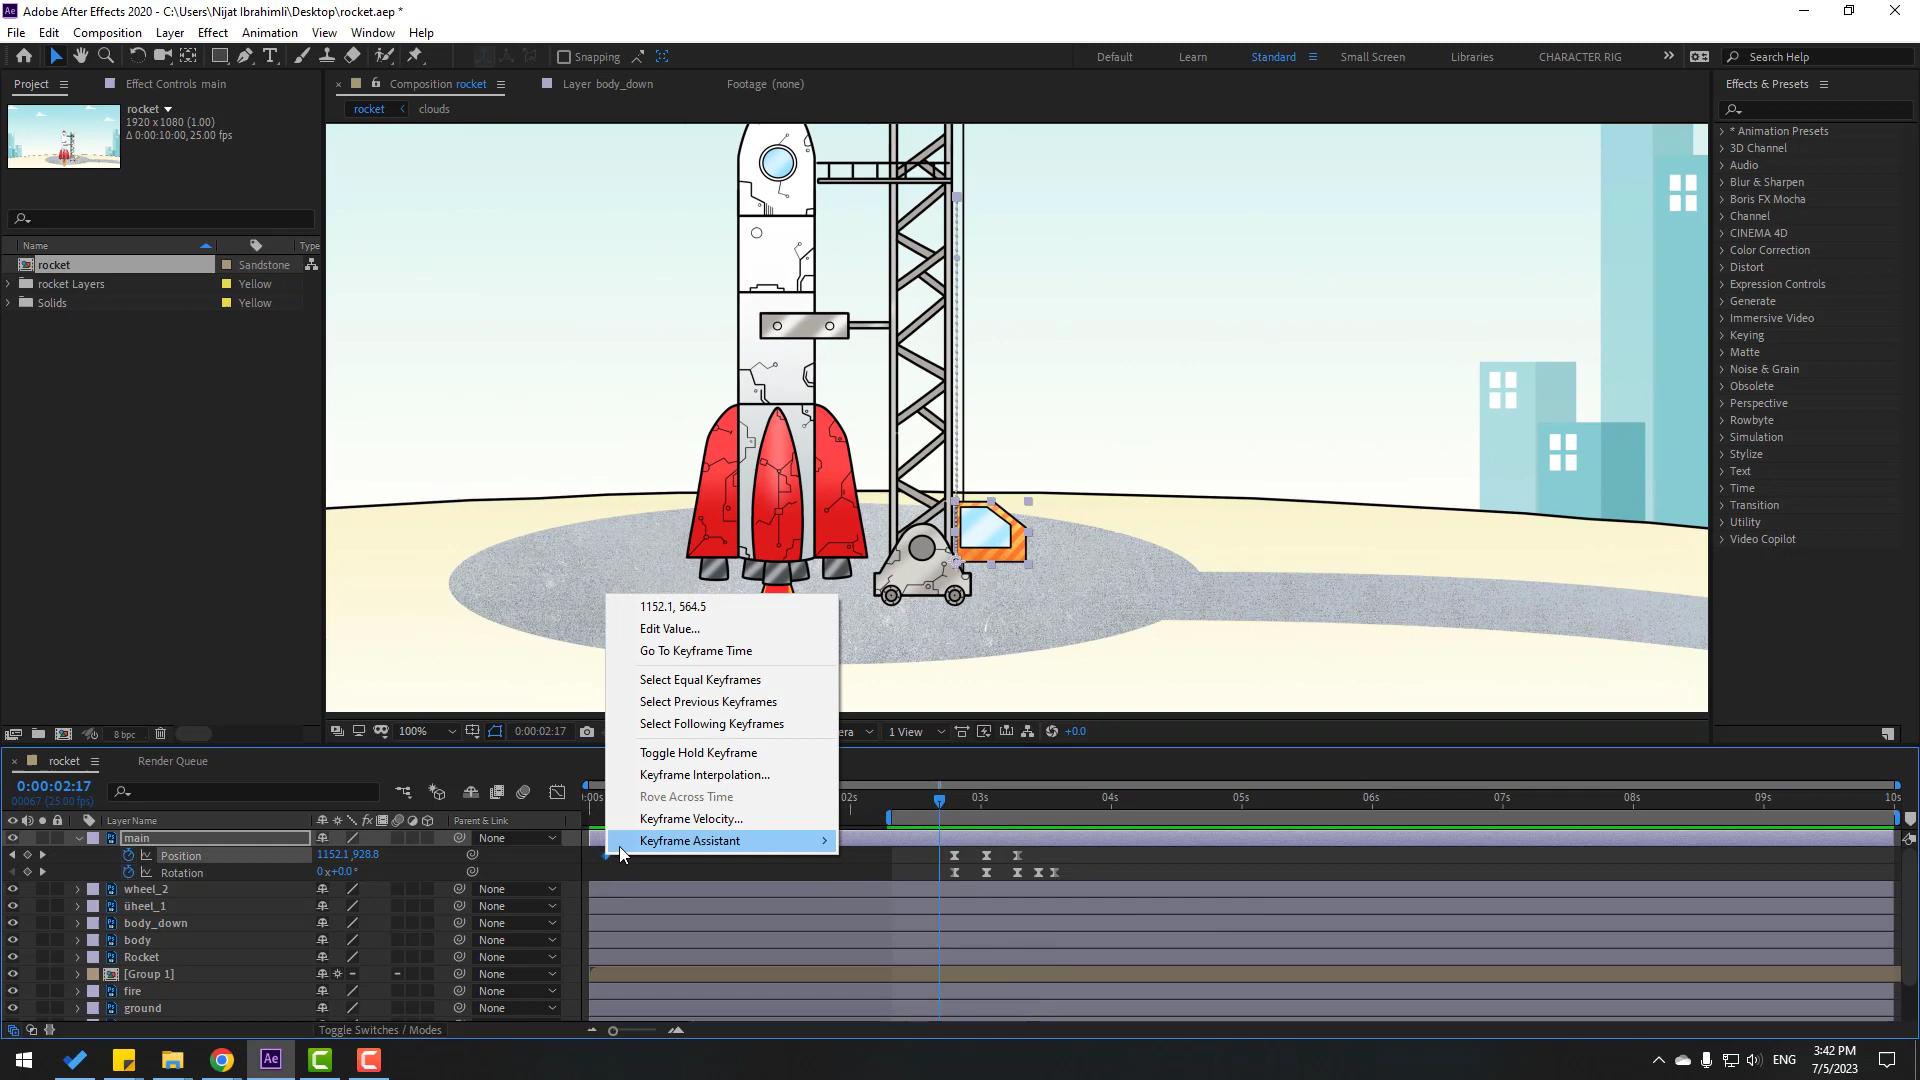 Adobe After Effects 2020 - C:\Users\Nijat Ibrahimli\Desktop\rocket.aep *
File Edit Composition Layer Effect Animation View Window Help
Snapping
Default Learn Standard Small Screen Libraries CHARACTER RIG
Search Help
Project
Effect Controls main
Composition rocket
Layer body_down
Footage (none)
Effects & Presets
rocket
1920 x 1080 (1.00)
Δ 0:00:10:00, 25.00 fps
rocket clouds
Name Type
rocket Sandstone
rocket Layers Yellow
Solids Yellow
* Animation Presets
3D Channel
Audio
Blur & Sharpen
Boris FX Mocha
Channel
CINEMA 4D
Color Correction
Distort
Expression Controls
Generate
Immersive Video
Keying
Matte
Noise & Grain
Obsolete
Perspective
Rowbyte
Simulation
Stylize
Text
Time
Transition
Utility
Video Copilot
1152.1, 564.5
Edit Value...
Go To Keyframe Time
Select Equal Keyframes
Select Previous Keyframes
Select Following Keyframes
Toggle Hold Keyframe
Keyframe Interpolation...
Rove Across Time
Keyframe Velocity...
Keyframe Assistant
8 bpc
100% 0:00:02:17 era 1 View +0.0
rocket
Render Queue
0:00:02:17
00067 (25.00 fps)
:00s 02s 03s 04s 05s 06s 07s 08s 09s 10s
Layer Name Parent & Link
main None
Position 1152.1,928.8
Rotation 0x+0.0°
wheel_2 None
üheel_1 None
body_down None
body None
Rocket None
[Group 1] None
fire None
ground None
Toggle Switches / Modes
ENG
3:42 PM
7/5/2023